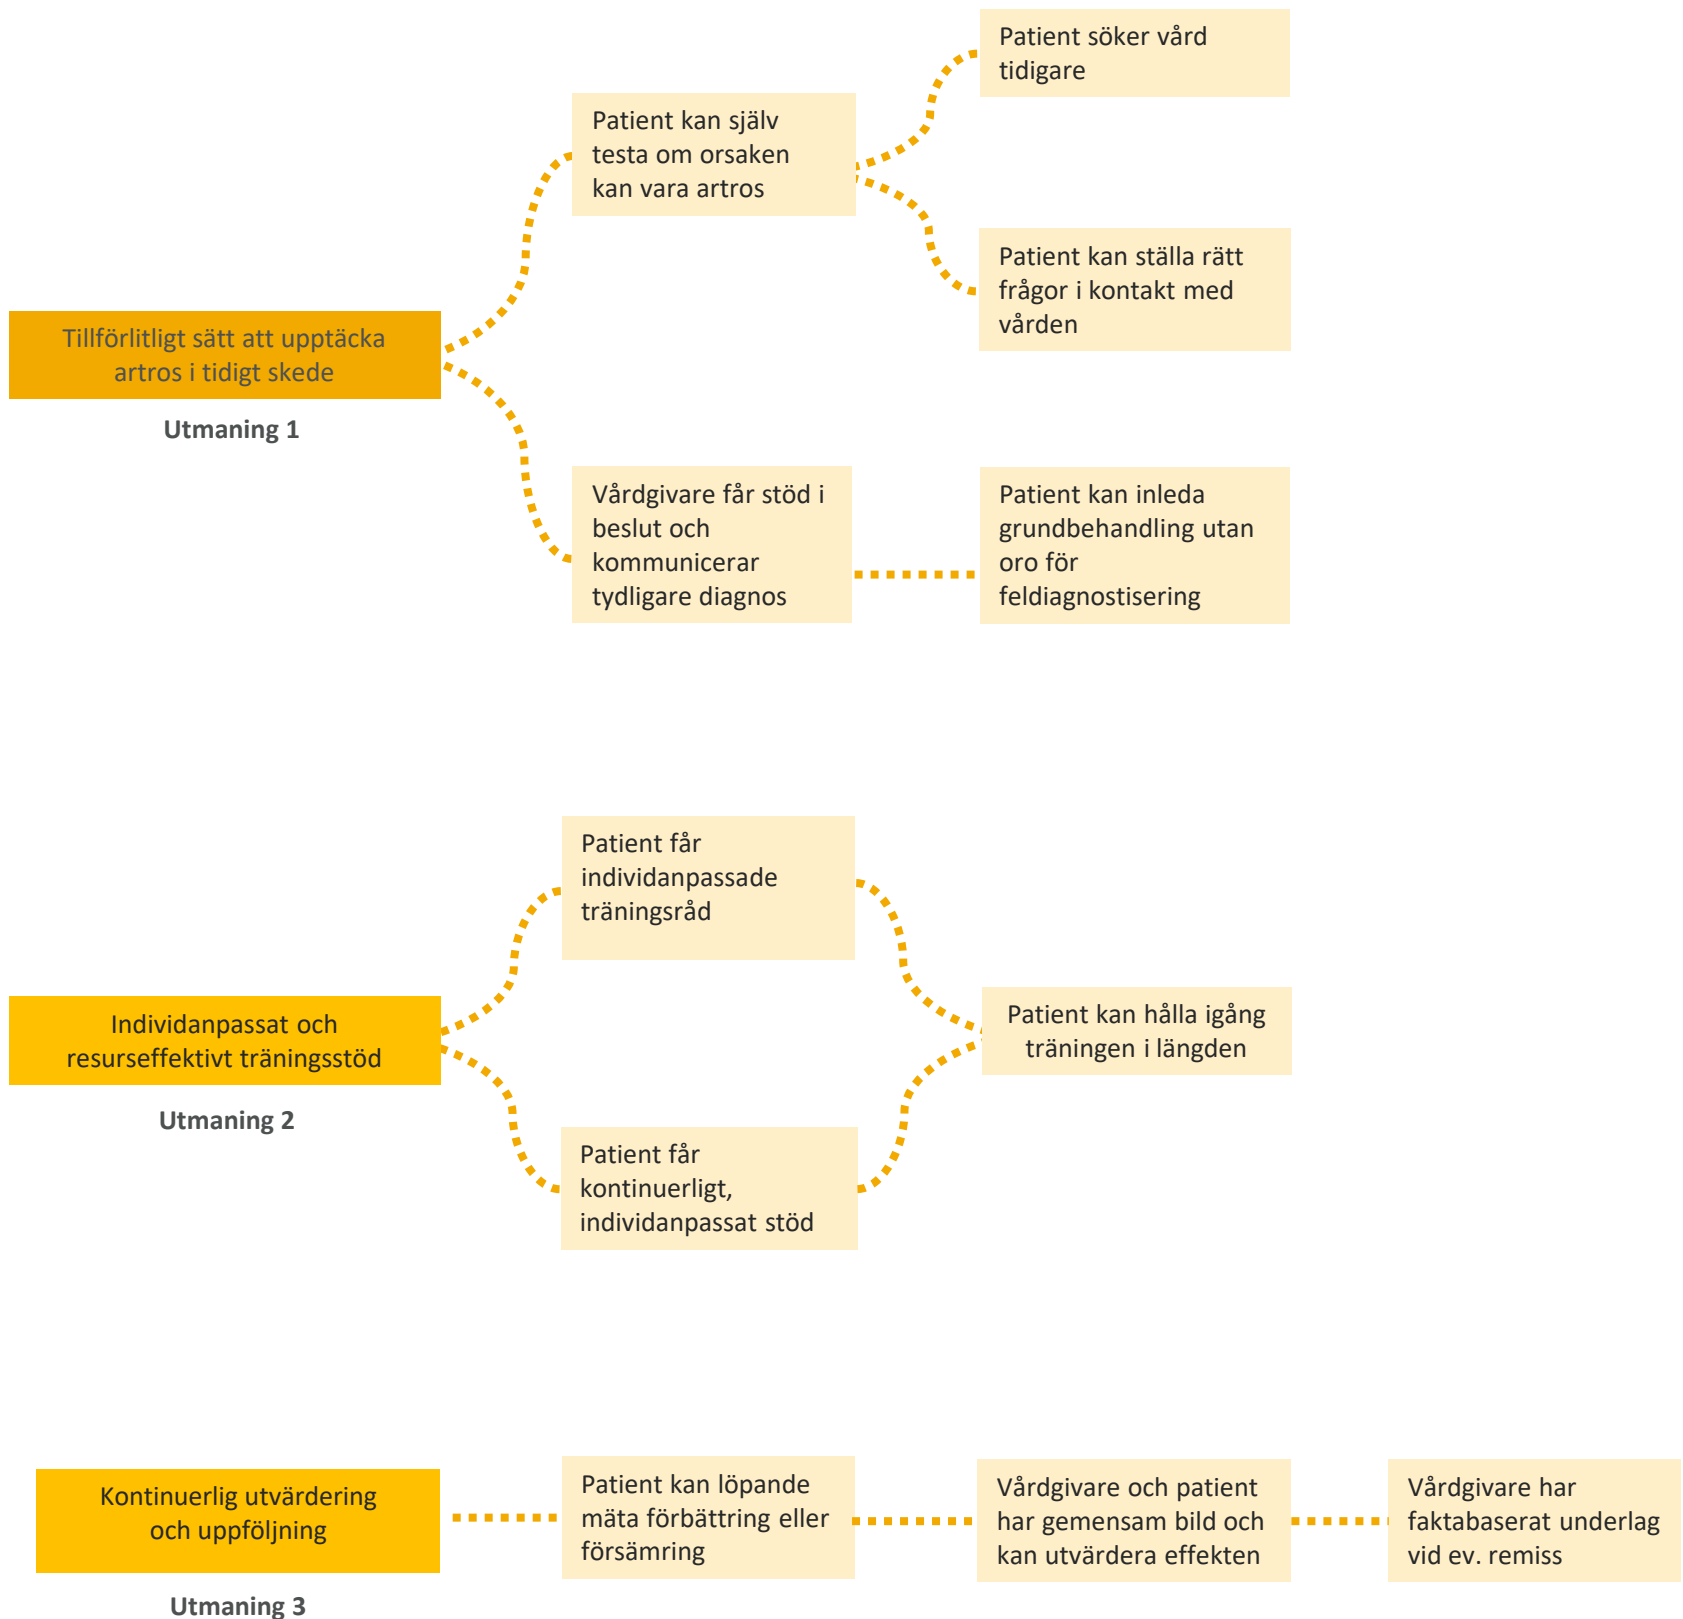 Patient söker vård
tidigare
Patient kan själv
testa om orsaken
kan vara artros
Patient kan ställa rätt
frågor i kontakt med
vården
Tillförlitligt sätt att upptäcka
artros i tidigt skede
Utmaning 1
Vårdgivare får stöd i
beslut och
kommunicerar
tydligare diagnos
Patient kan inleda
grundbehandling utan
oro för
feldiagnostisering
Patient får
individanpassade
träningsråd
Individanpassat och
resurseffektivt träningsstöd
Utmaning 2
Patient kan hålla igång
träningen i längden
Patient får
kontinuerligt,
individanpassat stöd
Kontinuerlig utvärdering
och uppföljning
Utmaning 3
Patient kan löpande
mäta förbättring eller
försämring
Vårdgivare och patient
har gemensam bild och
kan utvärdera effekten
Vårdgivare har
faktabaserat underlag
vid ev. remiss